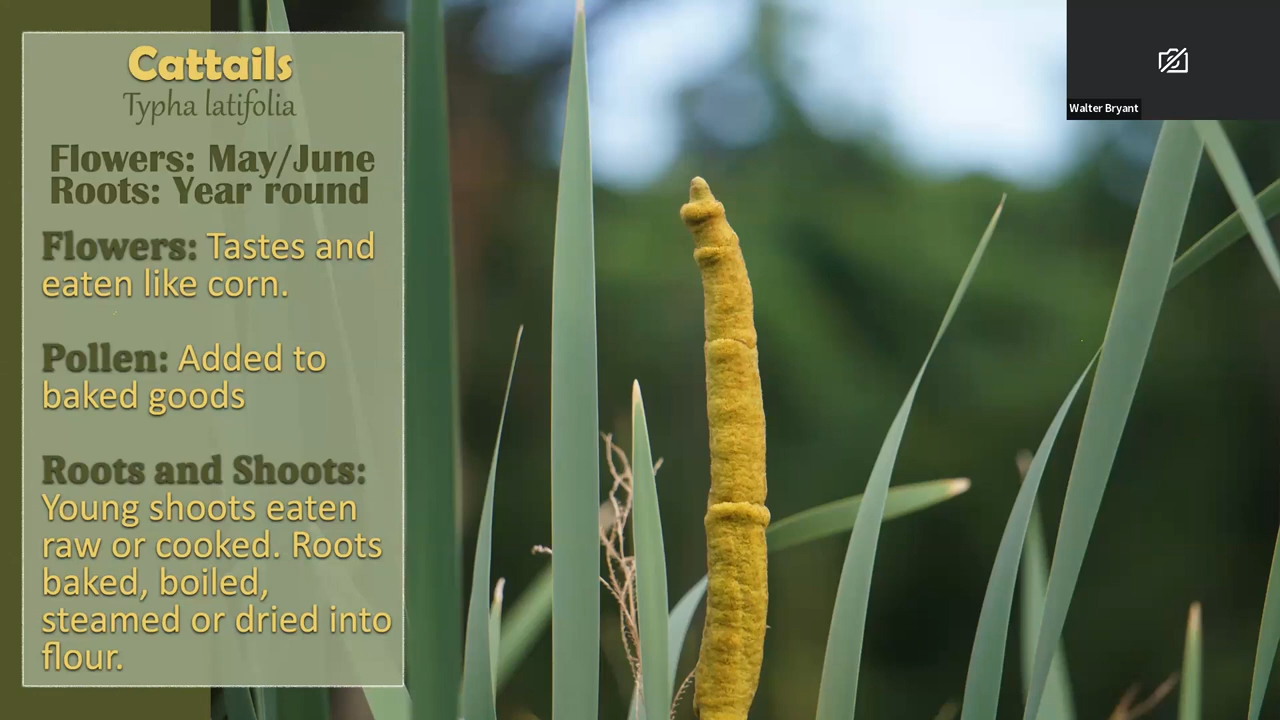 Cattails
Typha latifolia
Flowers: May/June
Roots: Year round
Flowers: Tastes and
eaten like corn.
Pollen: Added to
baked goods
Roots and Shoots:
Young shoots eaten
raw or cooked. Roots
baked, boiled,
steamed or dried into
flour.
Walter Bryant